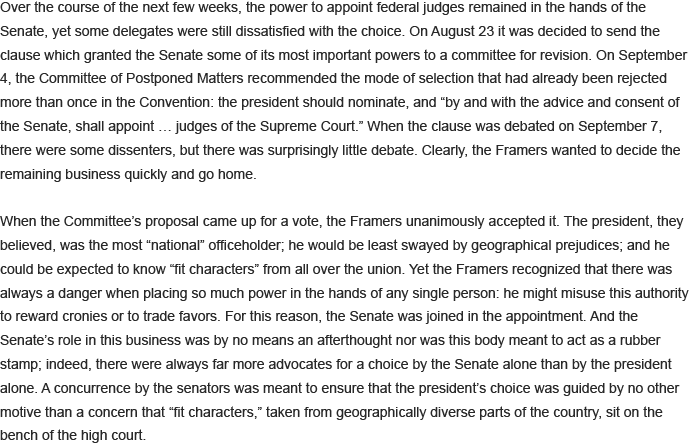 Over the course of the next few weeks, the power to appoint federal judges remained in the hands of the
Senate, yet some delegates were still dissatisfied with the choice. On August 23 it was decided to send the
clause which granted the Senate some of its most important powers to a committee for revision. On September
4, the Committee of Postponed Matters recommended the mode of selection that had already been rejected
more than once in the Convention: the president should nominate, and “by and with the advice and consent of
the Senate, shall appoint … judges of the Supreme Court.” When the clause was debated on September 7,
there were some dissenters, but there was surprisingly little debate. Clearly, the Framers wanted to decide the
remaining business quickly and go home.

When the Committee’s proposal came up for a vote, the Framers unanimously accepted it. The president, they
believed, was the most “national” officeholder; he would be least swayed by geographical prejudices; and he
could be expected to know “fit characters” from all over the union. Yet the Framers recognized that there was
always a danger when placing so much power in the hands of any single person: he might misuse this authority
to reward cronies or to trade favors. For this reason, the Senate was joined in the appointment. And the
Senate’s role in this business was by no means an afterthought nor was this body meant to act as a rubber
stamp; indeed, there were always far more advocates for a choice by the Senate alone than by the president
alone. A concurrence by the senators was meant to ensure that the president’s choice was guided by no other
motive than a concern that “fit characters,” taken from geographically diverse parts of the country, sit on the
bench of the high court.